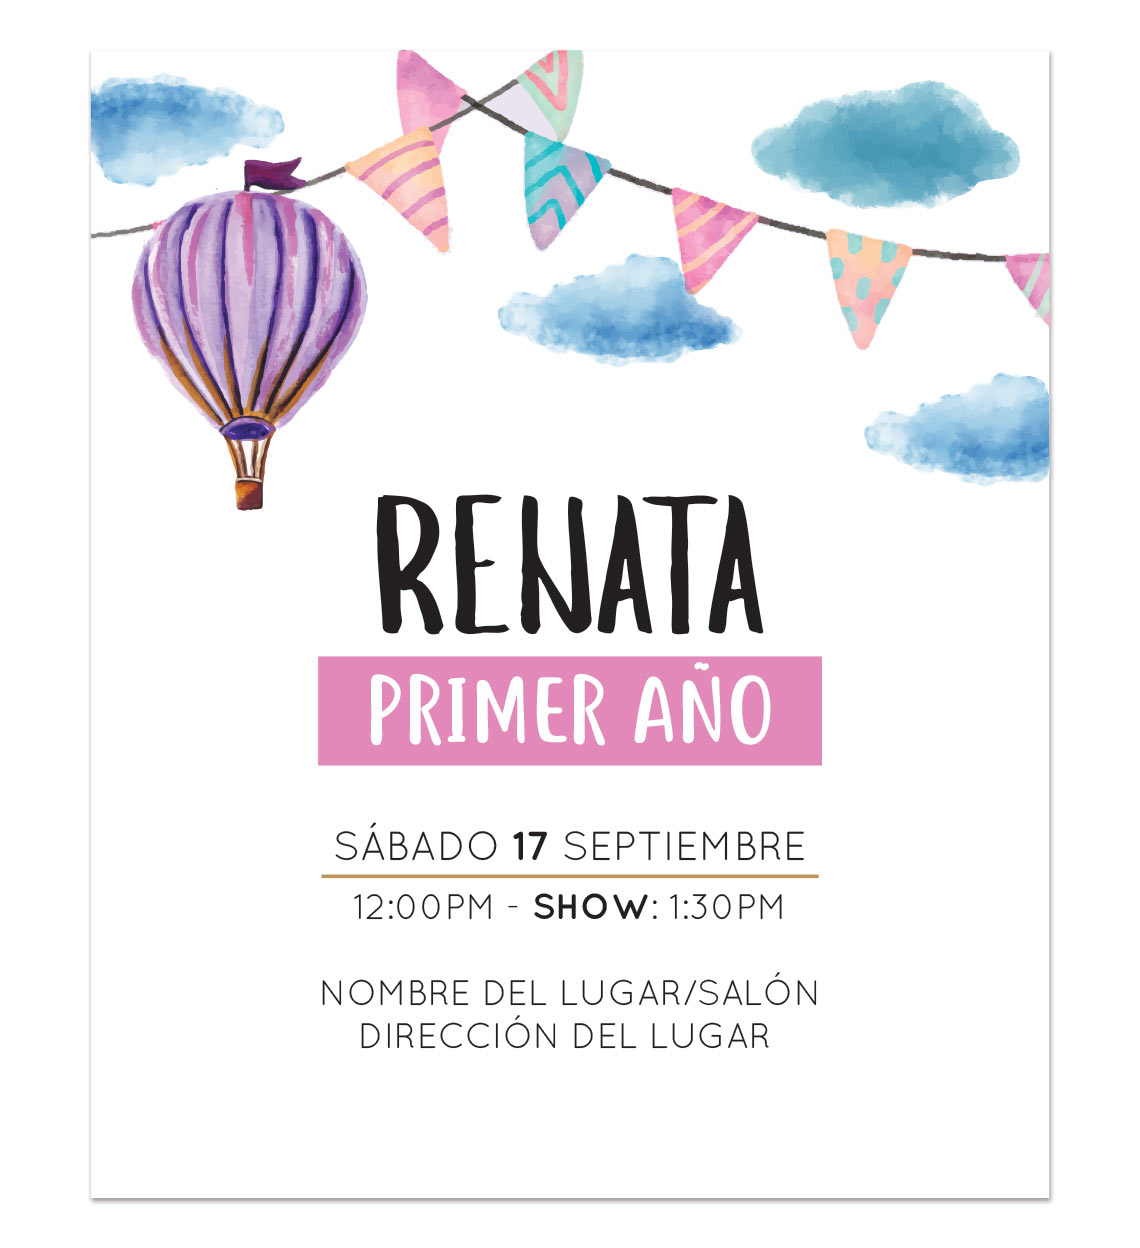 RENATA
PRIMER AÑO
SÁBADO 17 SEPTIEMBRE
12:00PM - SHOW: 1:30PM
NOMBRE DEL LUGAR/SALÓN
DIRECCIÓN DEL LUGAR